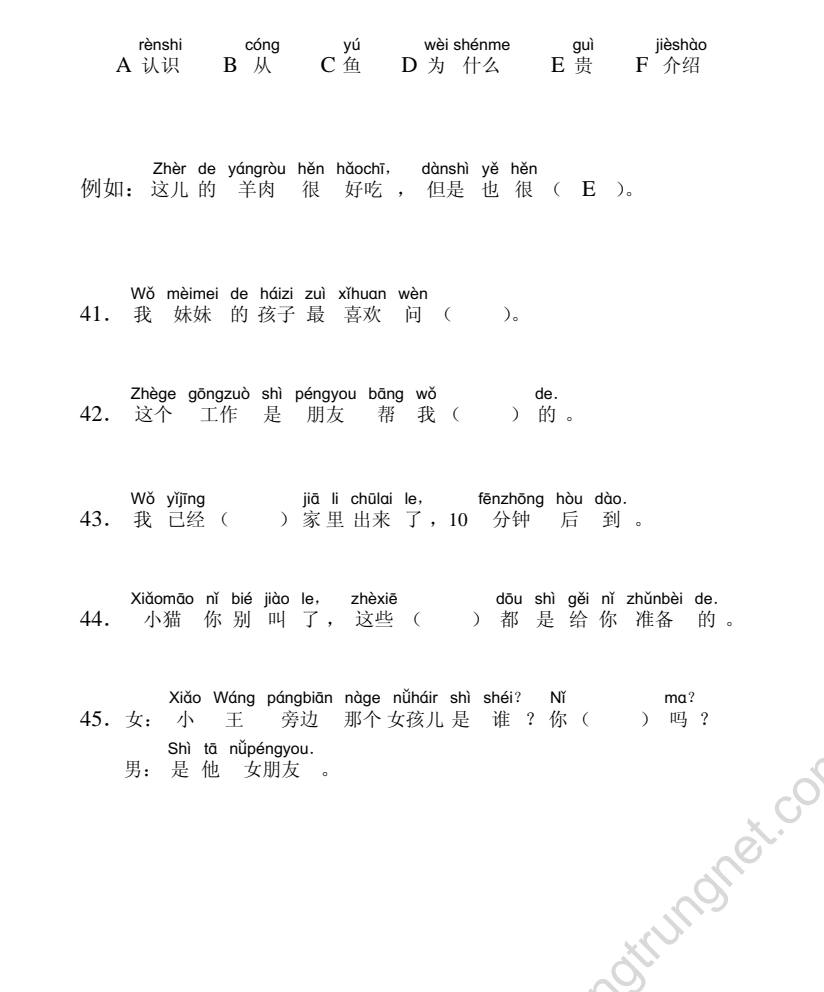 rènshi cóng yú wèi shénme guì jièshào
A 认识 B 从 C 鱼 D 为 什么 E 贵 F 介绍
Zhèr de yángròu hěn hǎochī, dànshì yě hěn
例如: 这儿 的 羊肉 很 好吃 , 但是 也 很 ( E )。
Wǒ mèimei de háizi zuì xǐhuan wèn
41. 我 妹妹 的 孩子 最 喜欢 问 ( )。
Zhège gōngzuò shì péngyou bāng wǒ de.
42. 这个 工作 是 朋友 帮 我 ( ) 的 。
Wǒ yǐjīng jiā li chūlai le, fēnzhōng hòu dào.
43. 我 已经 ( ) 家 里 出来 了 , 10 分钟 后 到 。
Xiǎomāo nǐ bié jiào le, zhèxiē dōu shì gěi nǐ zhǔnbèi de.
44. 小猫 你 别 叫 了 , 这些 ( ) 都 是 给 你 准备 的 。
Xiǎo Wáng pángbiān nàge nǚháir shì shéi? Nǐ ma?
45. 女: 小 王 旁边 那个 女孩儿 是 谁 ? 你 ( ) 吗 ?
Shì tā nǚpéngyou.
男: 是 他 女朋友 。
ngtrungnet.com